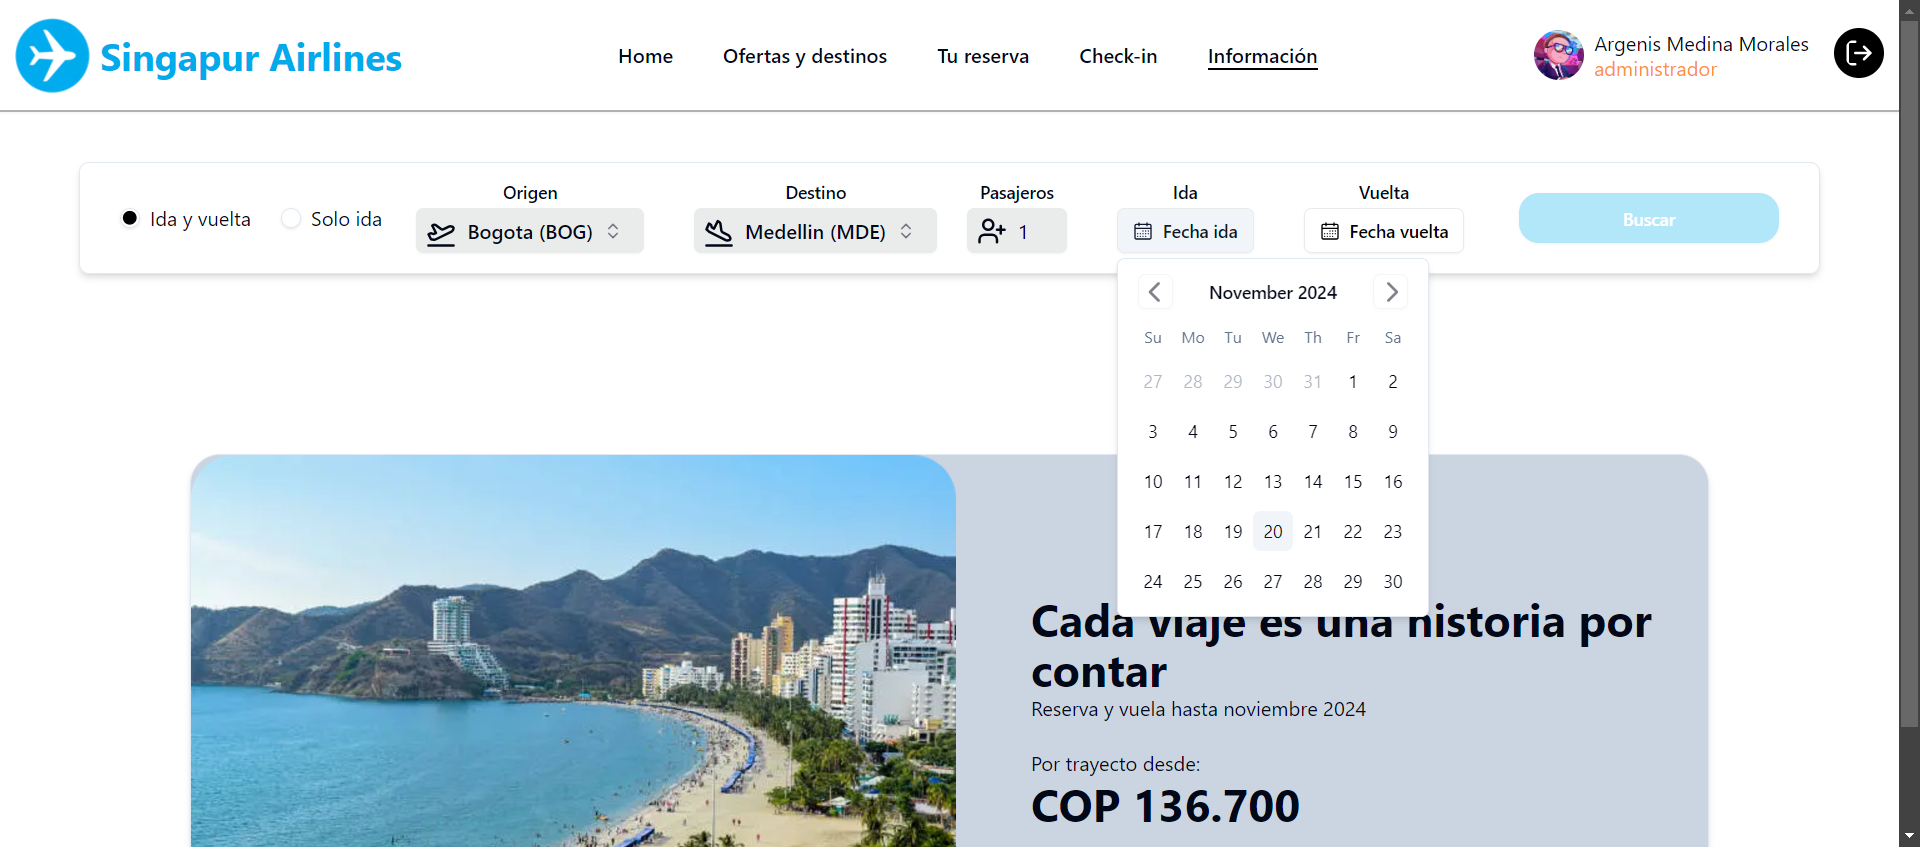 Singapur Airlines
Home Ofertas y destinos Tu reserva Check-in Información
Argenis Medina Morales
administrador
Ida y vuelta Solo ida
Origen
Bogota (BOG)
Destino
Medellin (MDE)
Pasajeros
1
Ida
Fecha ida
Vuelta
Fecha vuelta
Buscar
November 2024
Su Mo Tu We Th Fr Sa
27 28 29 30 31 1 2
3 4 5 6 7 8 9
10 11 12 13 14 15 16
17 18 19 20 21 22 23
24 25 26 27 28 29 30
Cada viaje es una historia por
contar
Reserva y vuela hasta noviembre 2024
Por trayecto desde:
COP 136.700